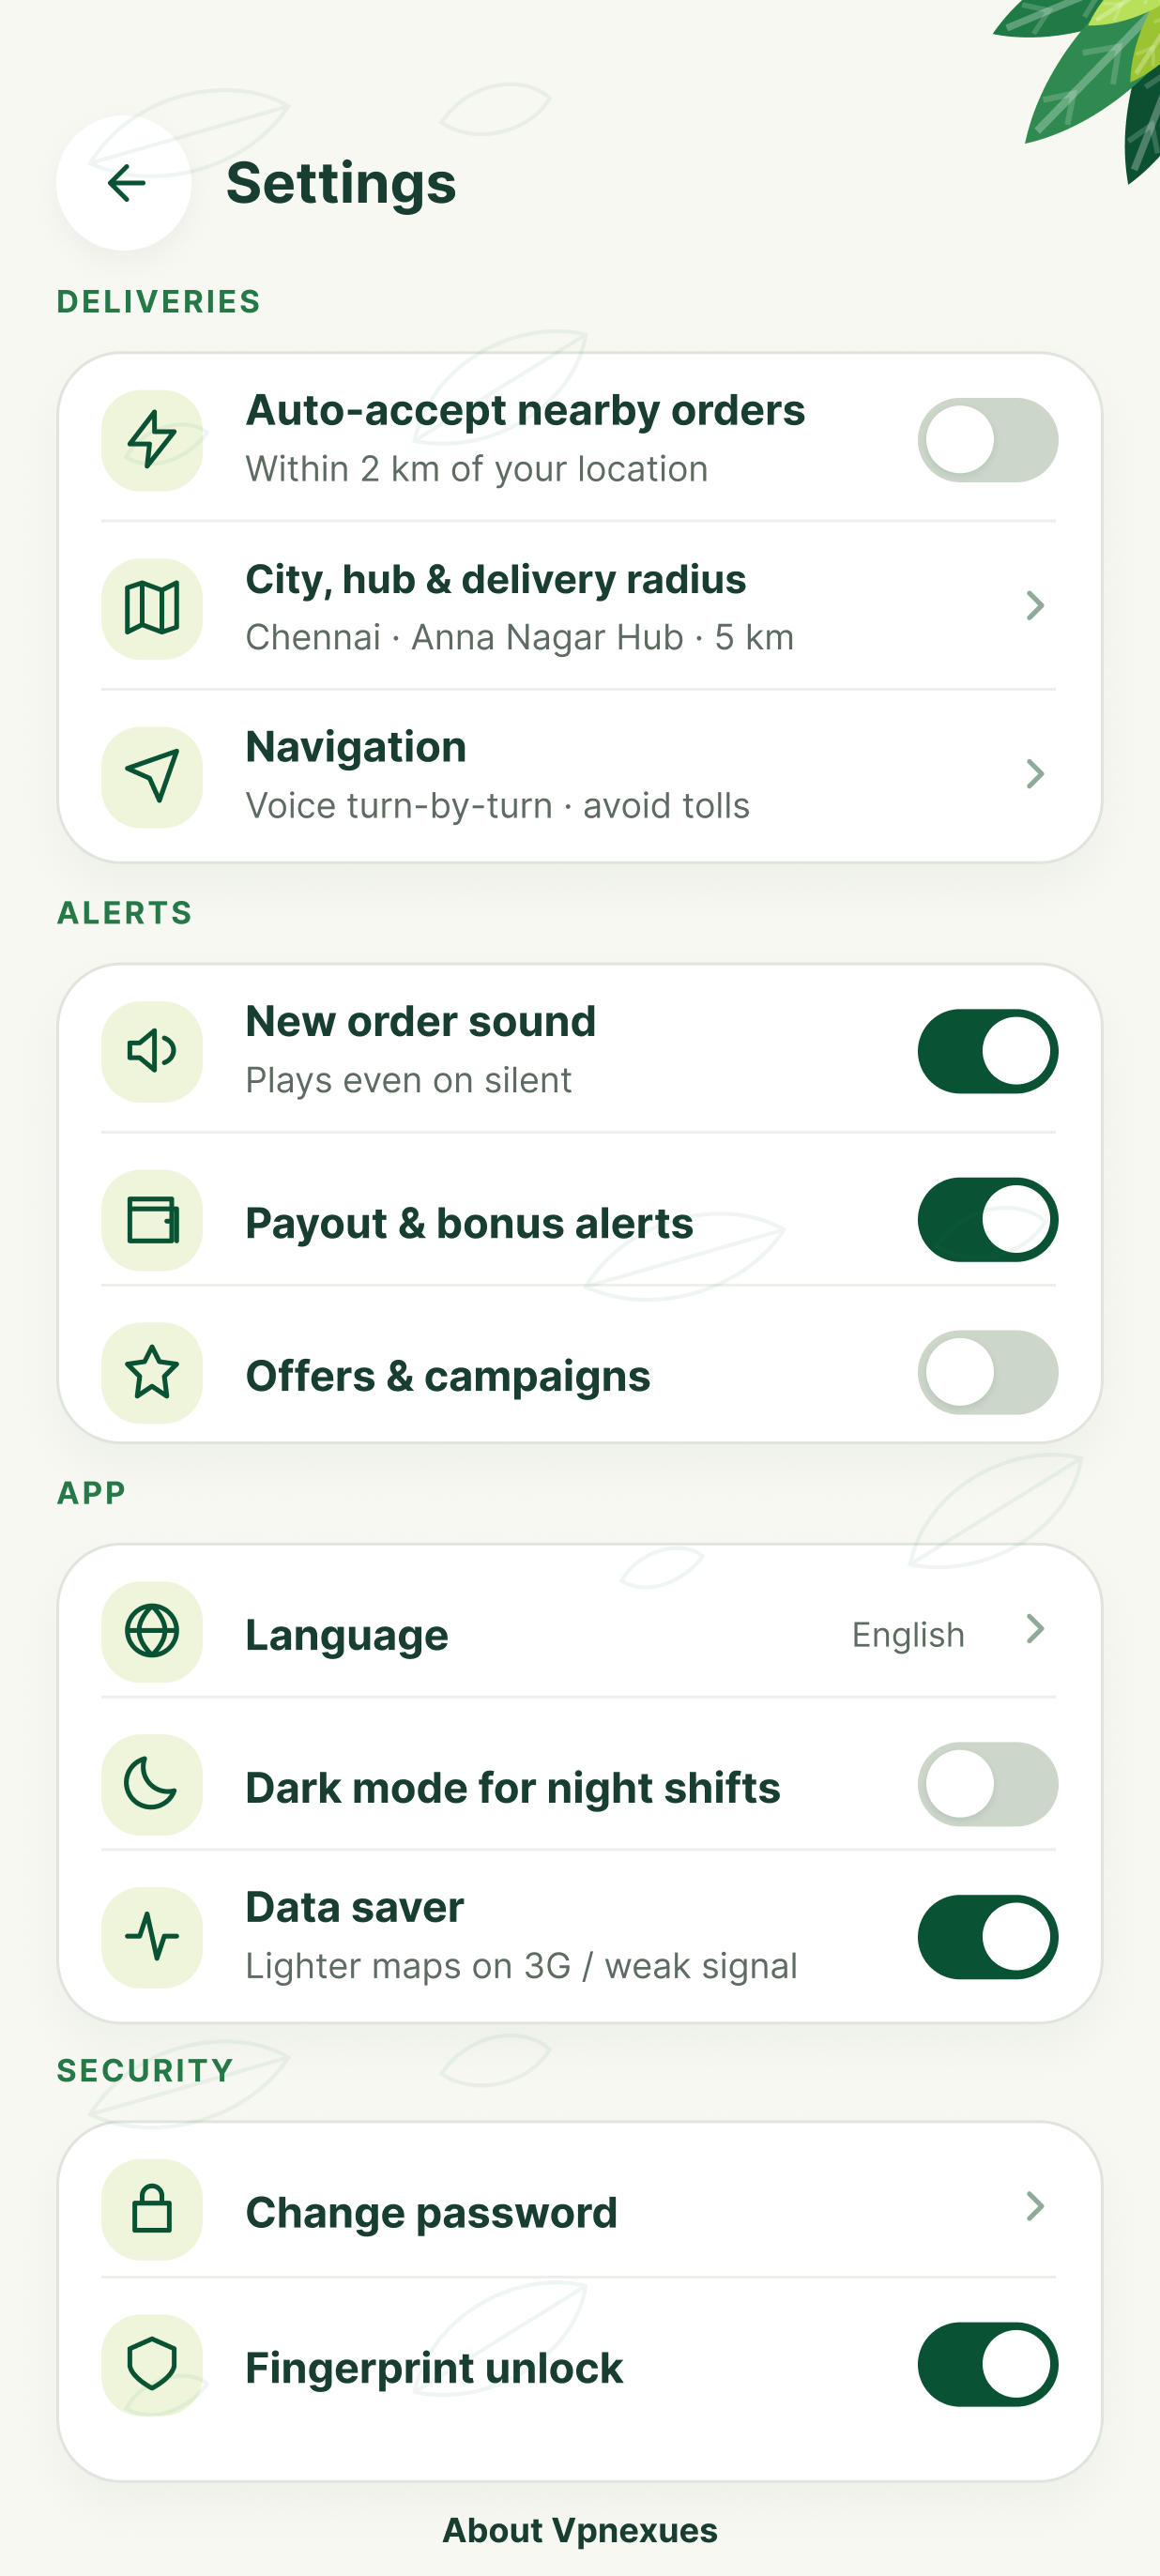 Settings
DELIVERIES
Auto-accept nearby orders
Within 2 km of your location
City, hub & delivery radius
Chennai · Anna Nagar Hub · 5 km
Navigation
Voice turn-by-turn · avoid tolls
ALERTS
New order sound
Plays even on silent
Payout & bonus alerts
Offers & campaigns
APP
Language English
Dark mode for night shifts
Data saver
Lighter maps on 3G / weak signal
SECURITY
Change password
Fingerprint unlock
About Vpnexues